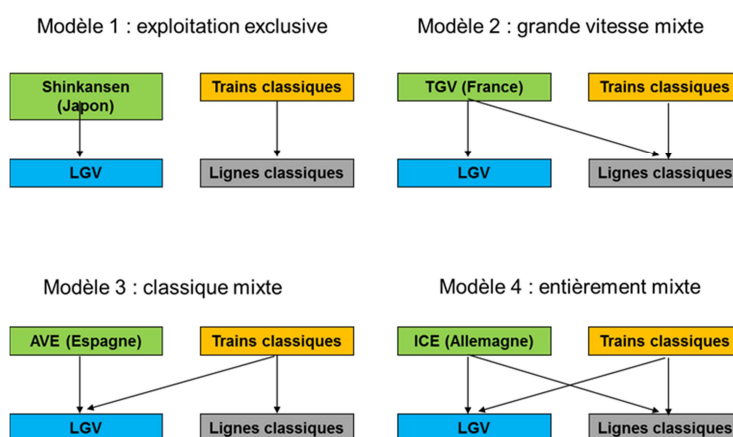 Modèle 1 : exploitation exclusive
Modèle 2 : grande vitesse mixte
Shinkansen
(Japon)
Trains classiques
TGV (France)
Trains classiques
LGV
Lignes classiques
LGV
Lignes classiques
Modèle 3 : classique mixte
Modèle 4 : entièrement mixte
AVE (Espagne)
Trains classiques
ICE (Allemagne)
Trains classiques
LGV
Lignes classiques
LGV
Lignes classiques